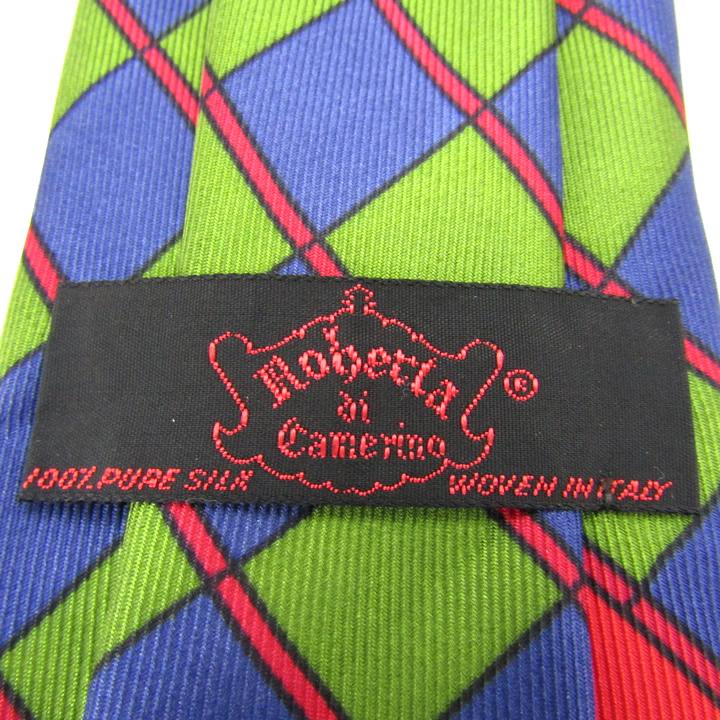 Roberta
di
Camerino
®
100% PURE SILK
WOVEN IN ITALY